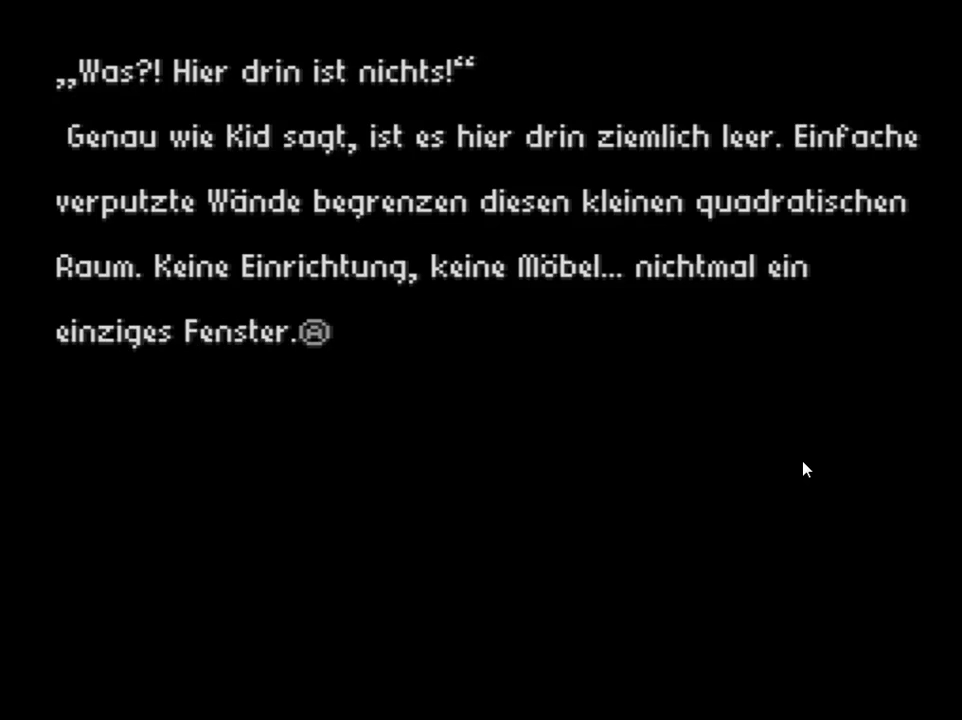 „Was?! Hier drin ist nichts!“
Genau wie Kid sagt, ist es hier drin ziemlich leer. Einfache
verputzte Wände begrenzen diesen kleinen quadratischen
Raum. Keine Einrichtung, keine Möbel... nichtmal ein
einziges Fenster.Ⓐ